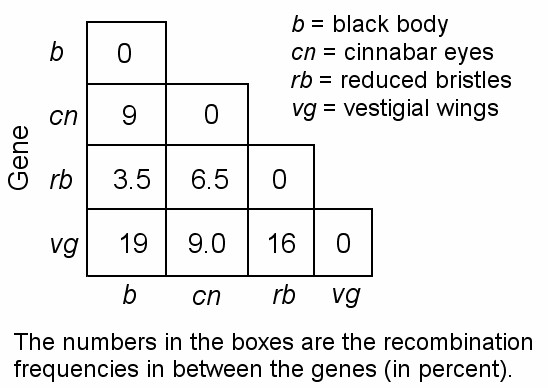 b = black body
cn = cinnabar eyes
rb = reduced bristles
vg = vestigial wings
Gene
b 0
cn 9 0
rb 3.5 6.5 0
vg 19 9.0 16 0
b cn rb vg
The numbers in the boxes are the recombination
frequencies in between the genes (in percent).